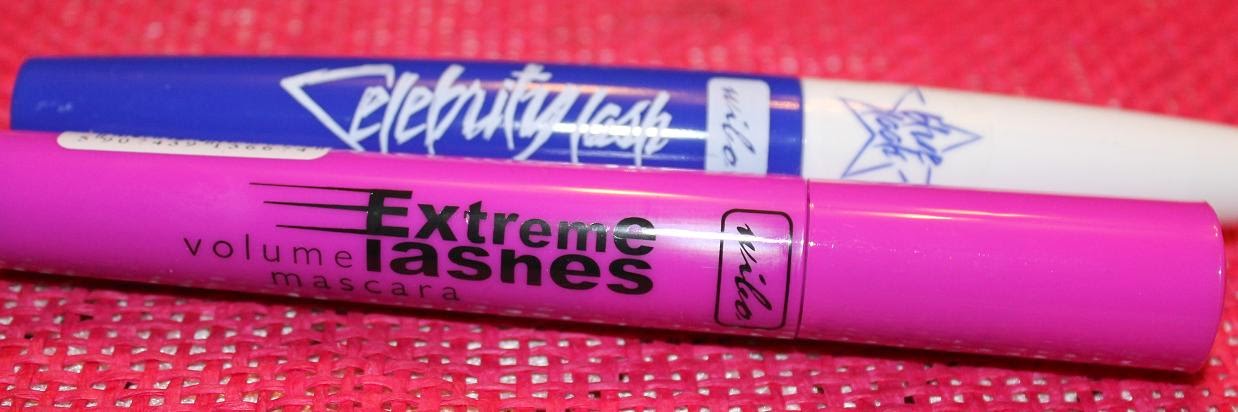 Celebrity lash
wibo
the look
Extreme
volume lashes
mascara
wibo